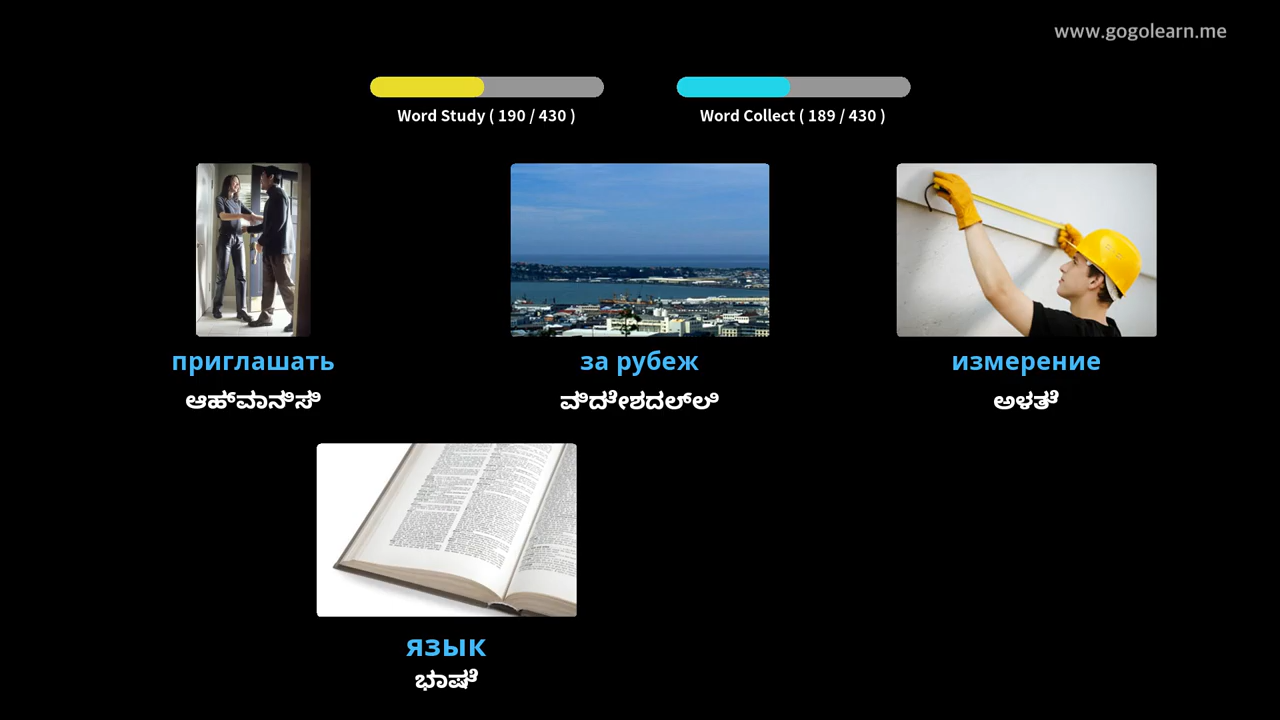 www.gogolearn.me
Word Study ( 190 / 430 )
Word Collect ( 189 / 430 )
приглашать
за рубеж
измерение
ಆಹ್ವಾನಿಸಿ
ವಿದೇಶದಲ್ಲಿ
ಅಳತೆ
язык
ಭಾಷೆ